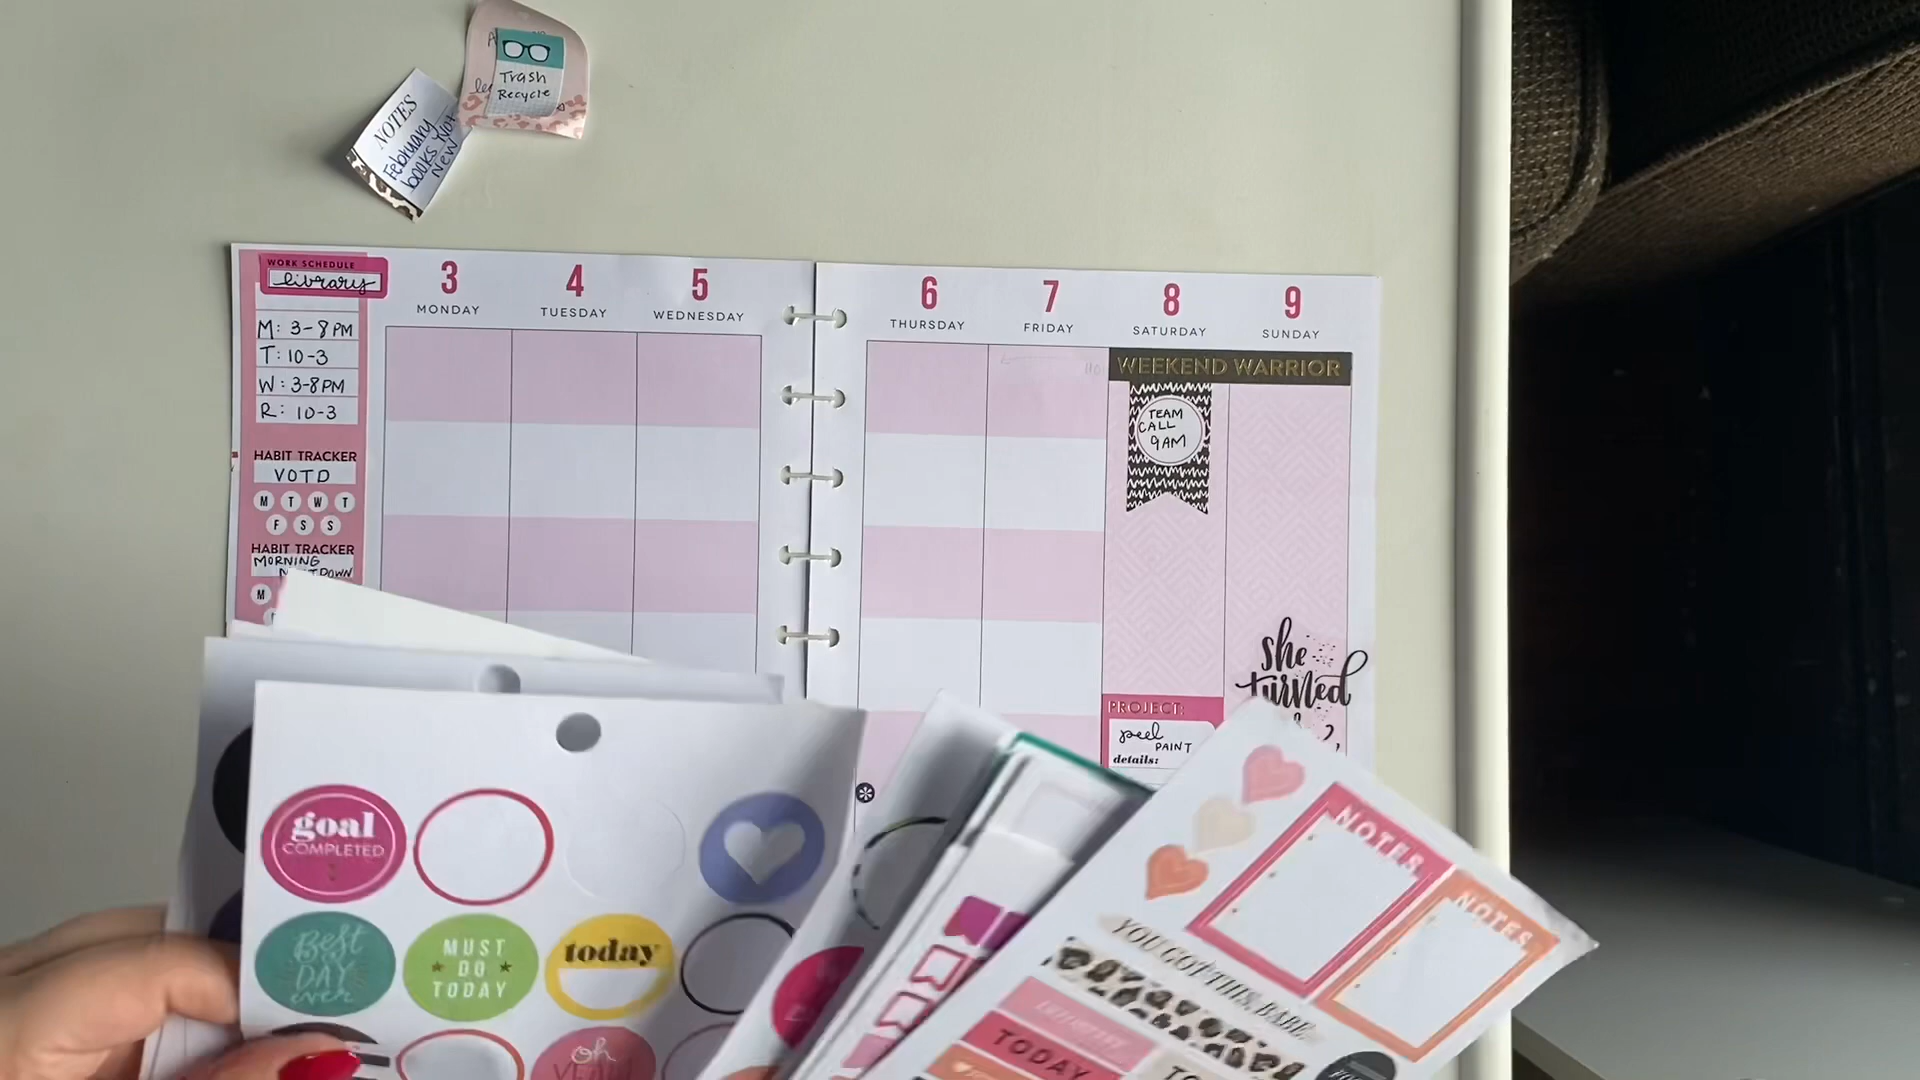 Trash
Recycle
NOTES
February
books Not
New
WORK SCHEDULE
library
M: 3-8PM
T: 10-3
W: 3-8PM
R: 10-3
HABIT TRACKER
VOTD
M T W T
F S S
HABIT TRACKER
MORNING
M
3
MONDAY
4
TUESDAY
5
WEDNESDAY
6
THURSDAY
7
FRIDAY
8
SATURDAY
9
SUNDAY
WEEKEND WARRIOR
TEAM
CALL
9AM
she
turned
PROJECT:
peel
PAINT
details:
goal
COMPLETED
Best
DAY
ever
MUST
DO
TODAY
today
oh
NOTES
NOTES
YOU GOT THIS, BABE.
TODAY